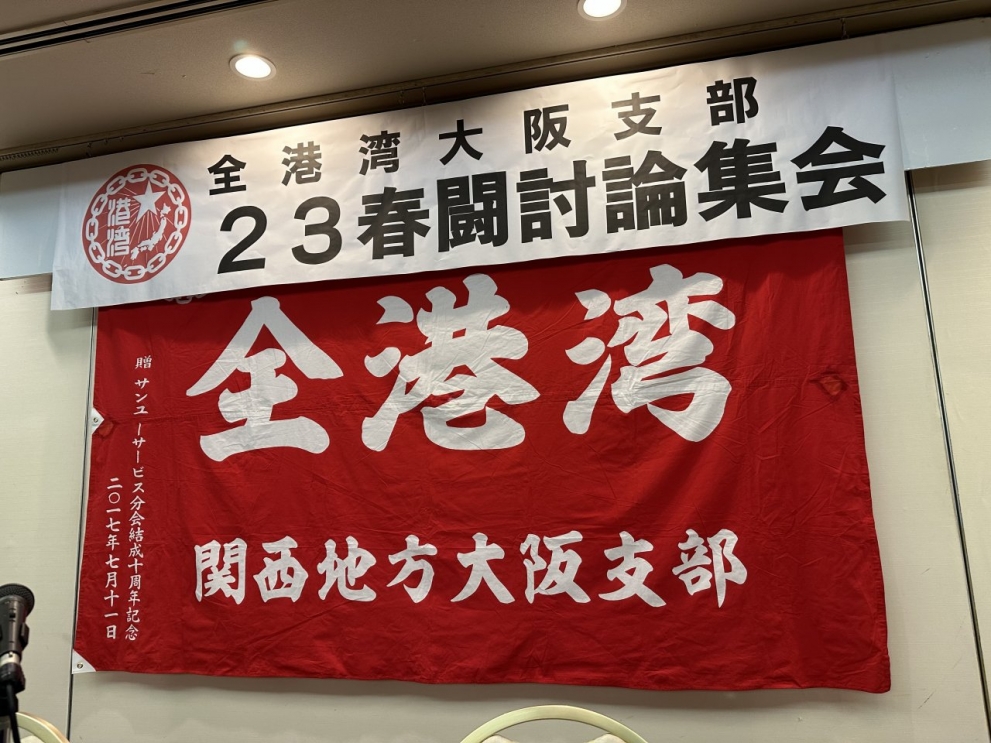 全港湾大阪支部
23春闘討論集会
港湾
全港湾
関西地方大阪支部
贈 サンユーサービス分会結成十周年記念
二〇一七年七月十一日